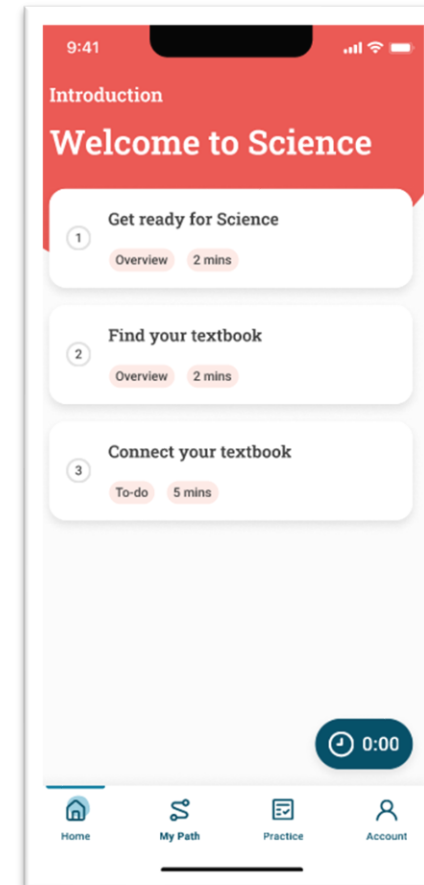 9:41
Introduction
Welcome to Science
1
Get ready for Science
Overview 2 mins
2
Find your textbook
Overview 2 mins
3
Connect your textbook
To-do 5 mins
0:00
Home My Path Practice Account